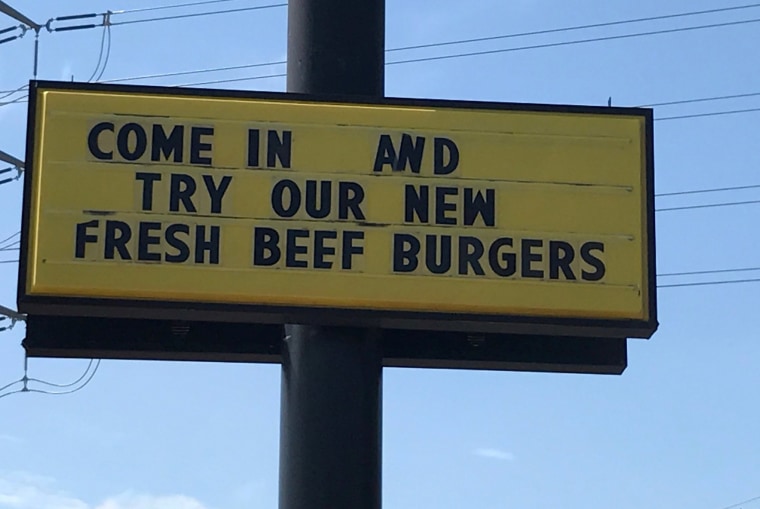 COME IN AND
TRY OUR NEW
FRESH BEEF BURGERS